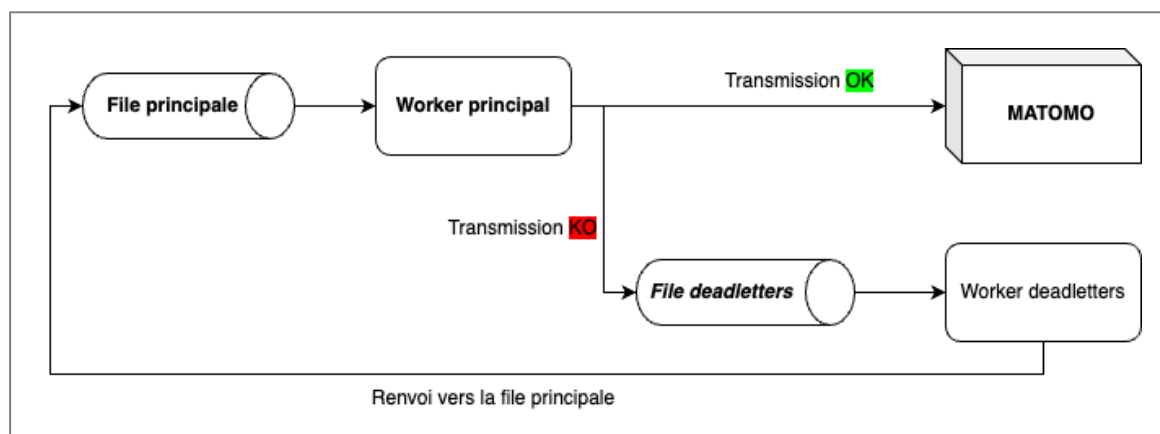 Transmission OK
File principale
Worker principal
MATOMO
Transmission KO
File deadletters
Worker deadletters
Renvoi vers la file principale